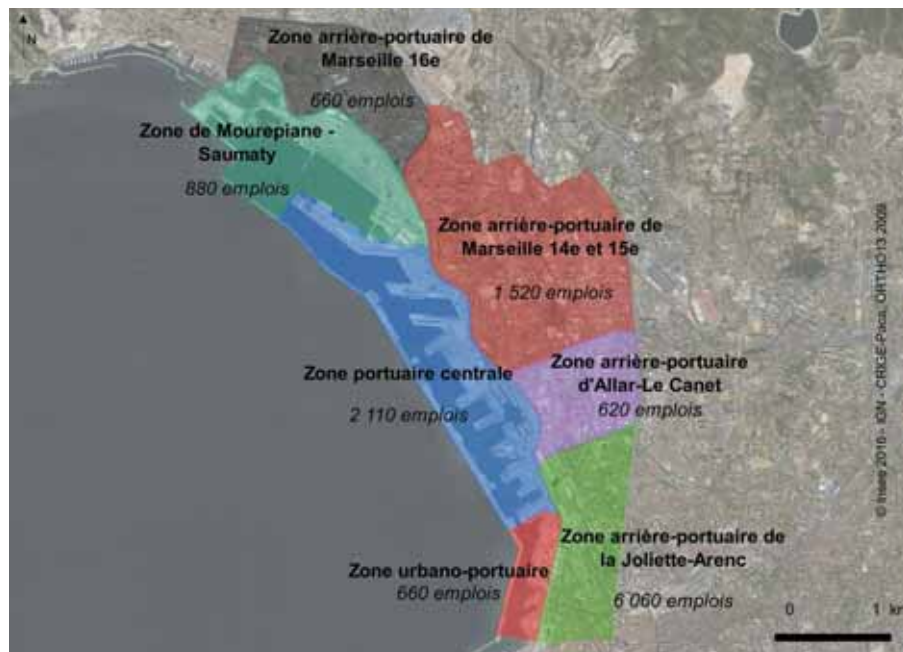 N
Zone arrière-portuaire de
Marseille 16e
660 emplois
Zone de Mourepiane -
Saumaty
880 emplois
Zone arrière-portuaire de
Marseille 14e et 15e
1 520 emplois
Zone portuaire centrale
2 110 emplois
Zone arrière-portuaire
d'Allar-Le Canet
620 emplois
Zone arrière-portuaire de
la Joliette-Arenc
6 060 emplois
Zone urbano-portuaire
660 emplois
0 1 km
© Insee 2016 - IGN - CRIGE-Paca, ORTHO13 2009